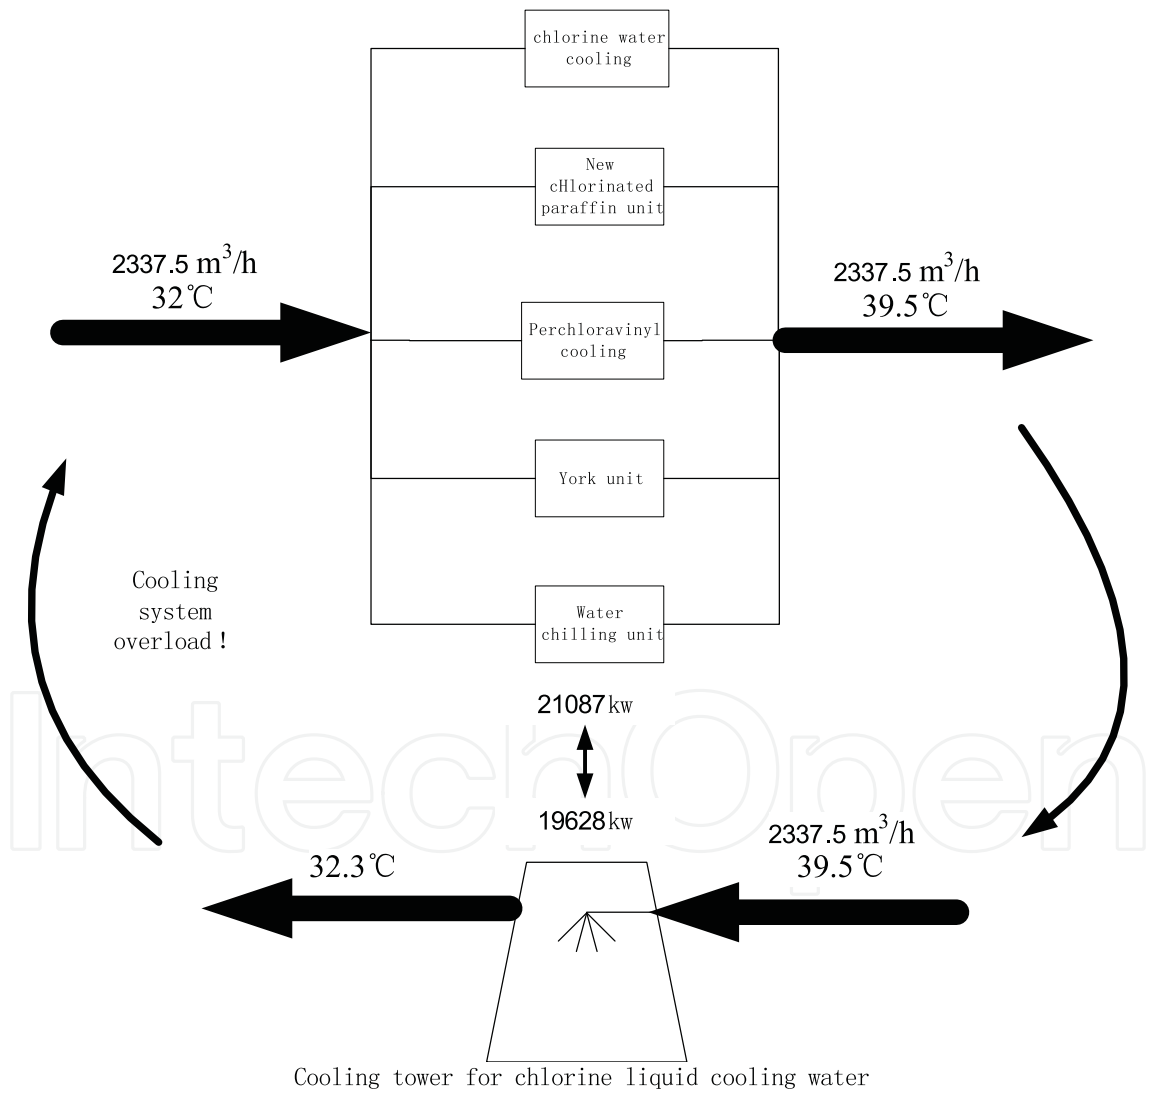 chlorine water
cooling
New
cHlorinated
paraffin unit
2337.5 m³/h
32℃
2337.5 m³/h
39.5℃
Perchloravinyl
cooling
York unit
Cooling
system
overload!
Water
chilling unit
21087kw
19628kw
2337.5 m³/h
39.5℃
32.3℃
Cooling tower for chlorine liquid cooling water
IntechOpen